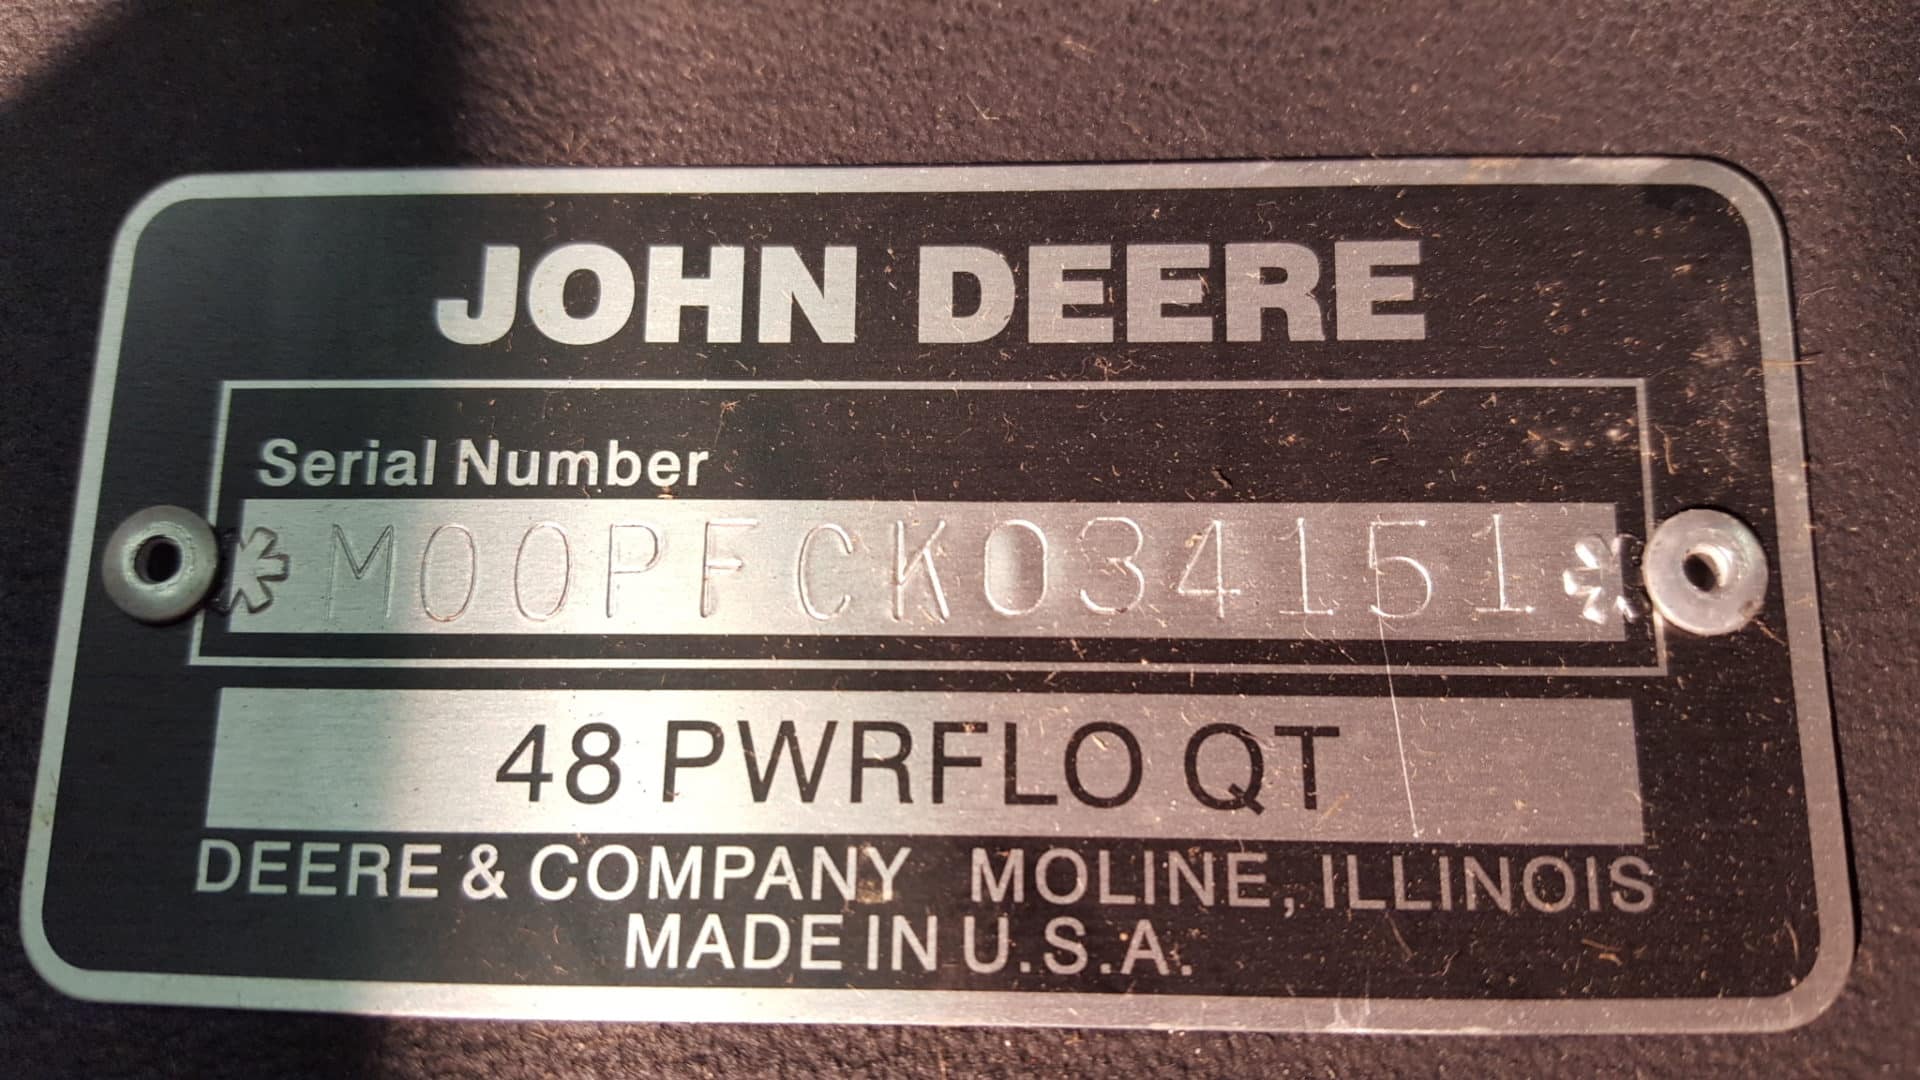 JOHN DEERE
Serial Number
*M00PFCK034151*
48 PWRFLO QT
DEERE & COMPANY MOLINE, ILLINOIS
MADE IN U.S.A.